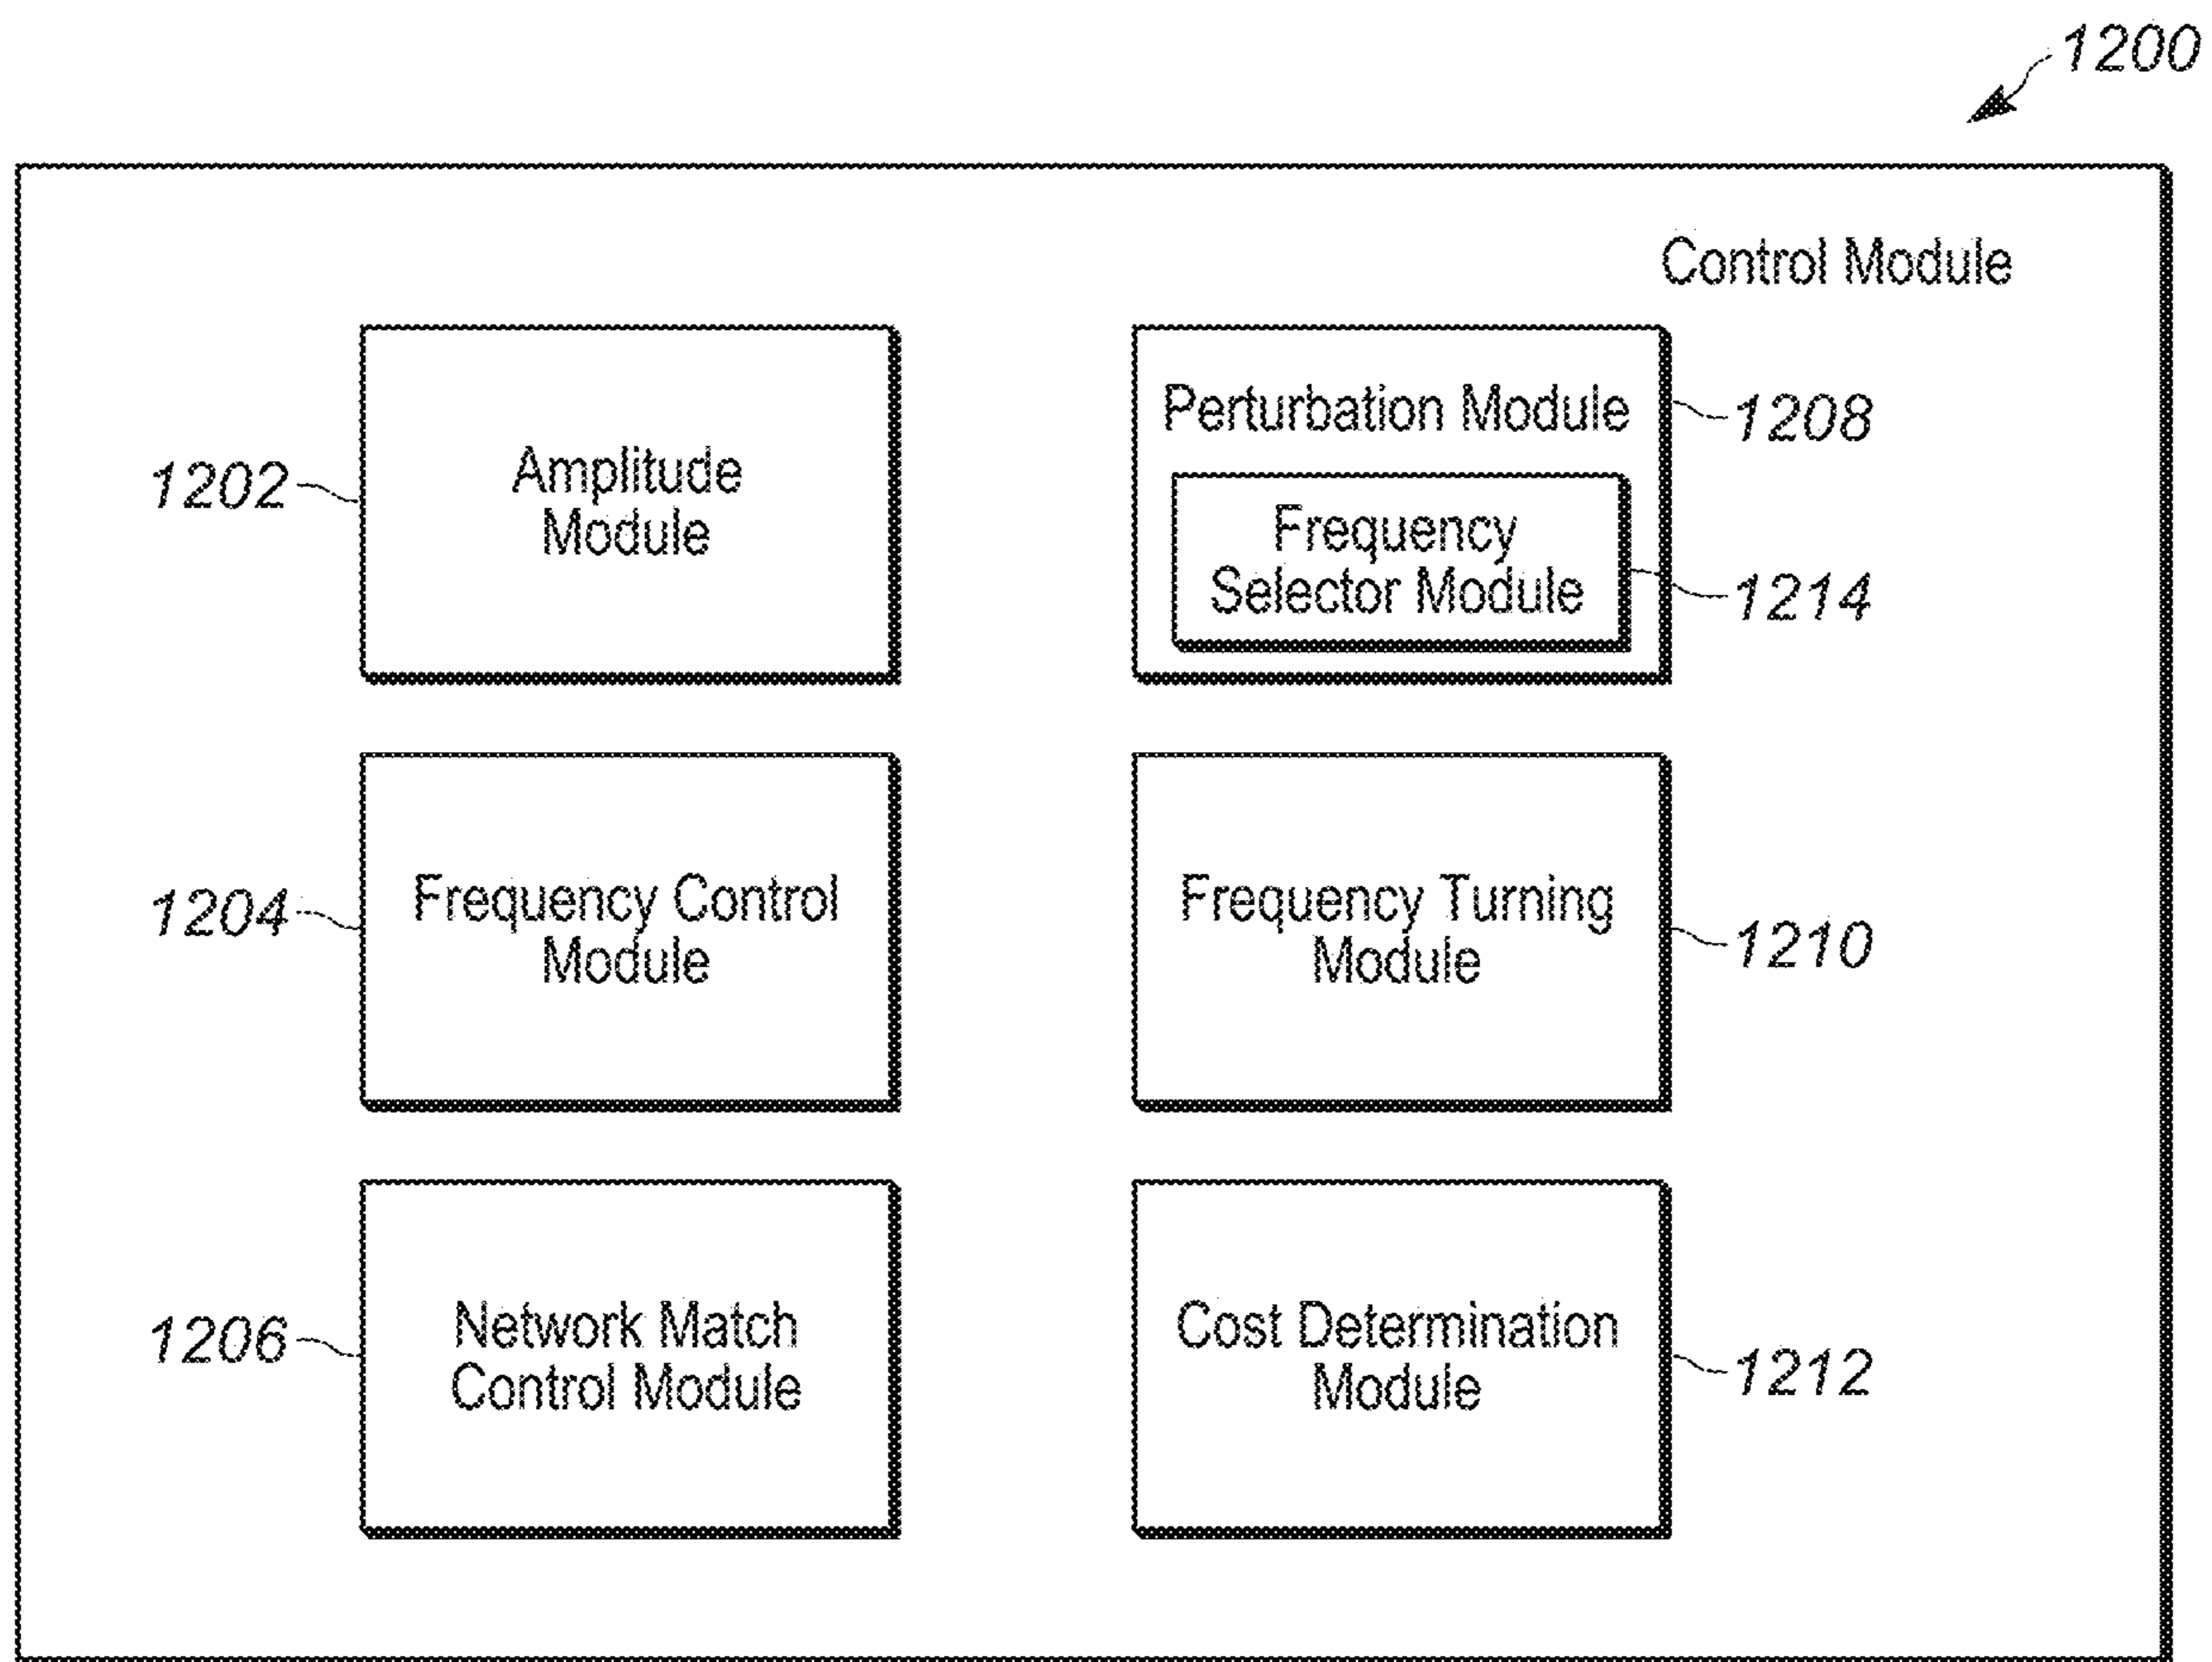 1200
Control Module
1202
Amplitude
Module
Perturbation Module
1208
Frequency
Selector Module
1214
1204
Frequency Control
Module
Frequency Turning
Module
1210
1206
Network Match
Control Module
Cost Determination
Module
1212